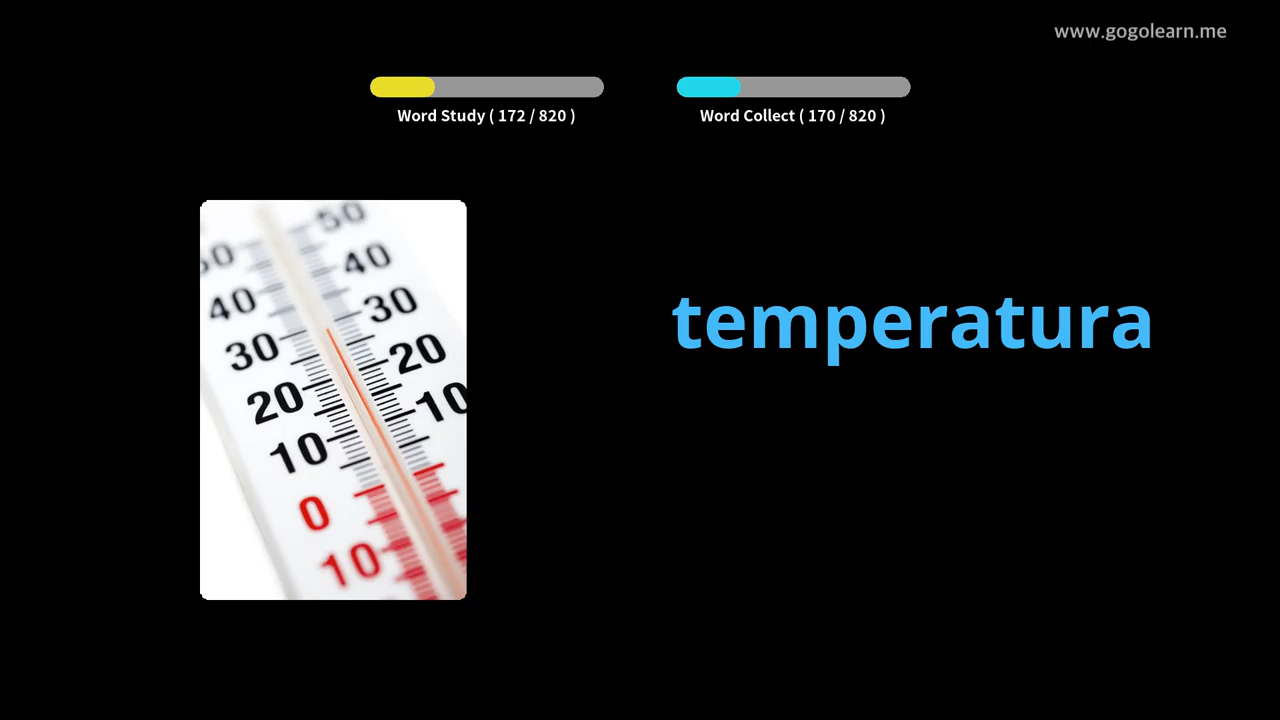 www.gogolearn.me
Word Study ( 172 / 820 )
Word Collect ( 170 / 820 )
temperatura
50
40 40
30 30
20 20
10 10
0
10